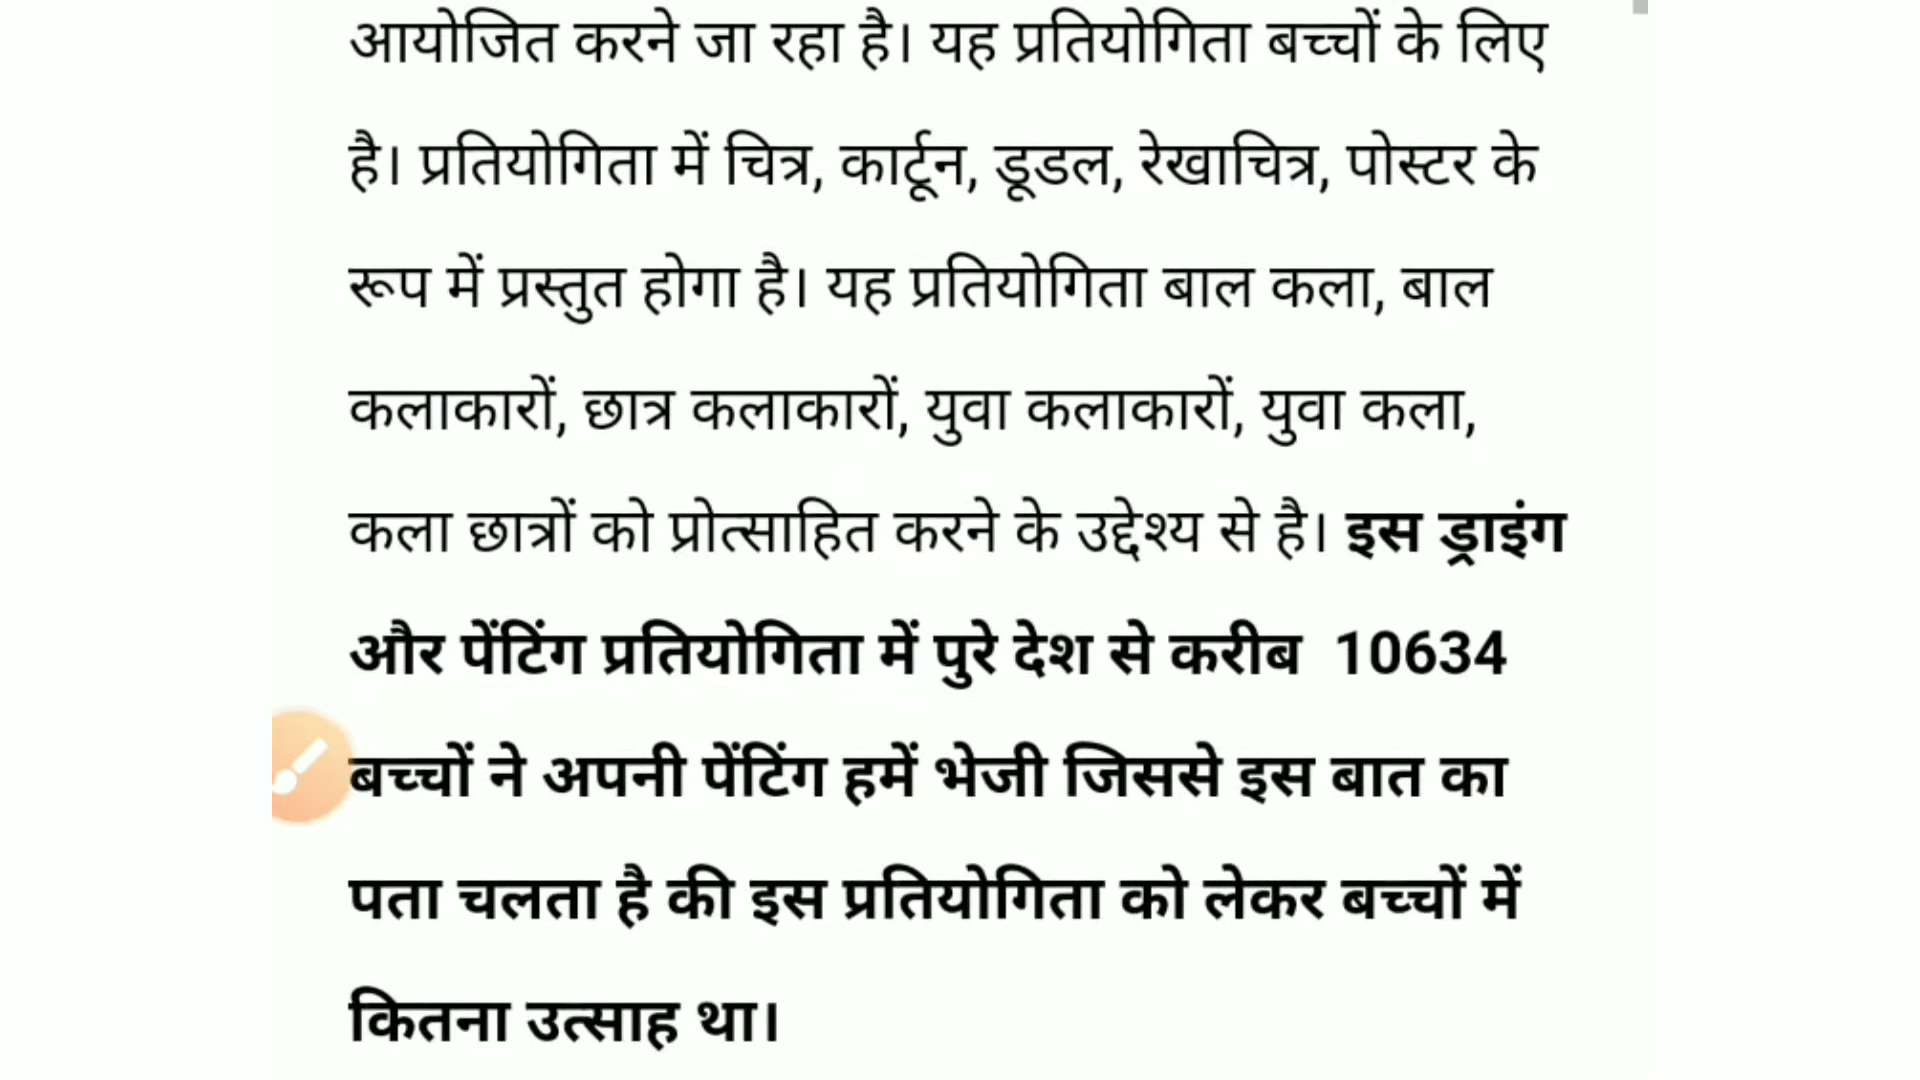 आयोजित करने जा रहा है। यह प्रतियोगिता बच्चों के लिए
है। प्रतियोगिता में चित्र, कार्टून, डूडल, रेखाचित्र, पोस्टर के
रूप में प्रस्तुत होगा है। यह प्रतियोगिता बाल कला, बाल
कलाकारों, छात्र कलाकारों, युवा कलाकारों, युवा कला,
कला छात्रों को प्रोत्साहित करने के उद्देश्य से है। इस ड्राइंग
और पेंटिंग प्रतियोगिता में पुरे देश से करीब 10634
बच्चों ने अपनी पेंटिंग हमें भेजी जिससे इस बात का
पता चलता है की इस प्रतियोगिता को लेकर बच्चों में
कितना उत्साह था।